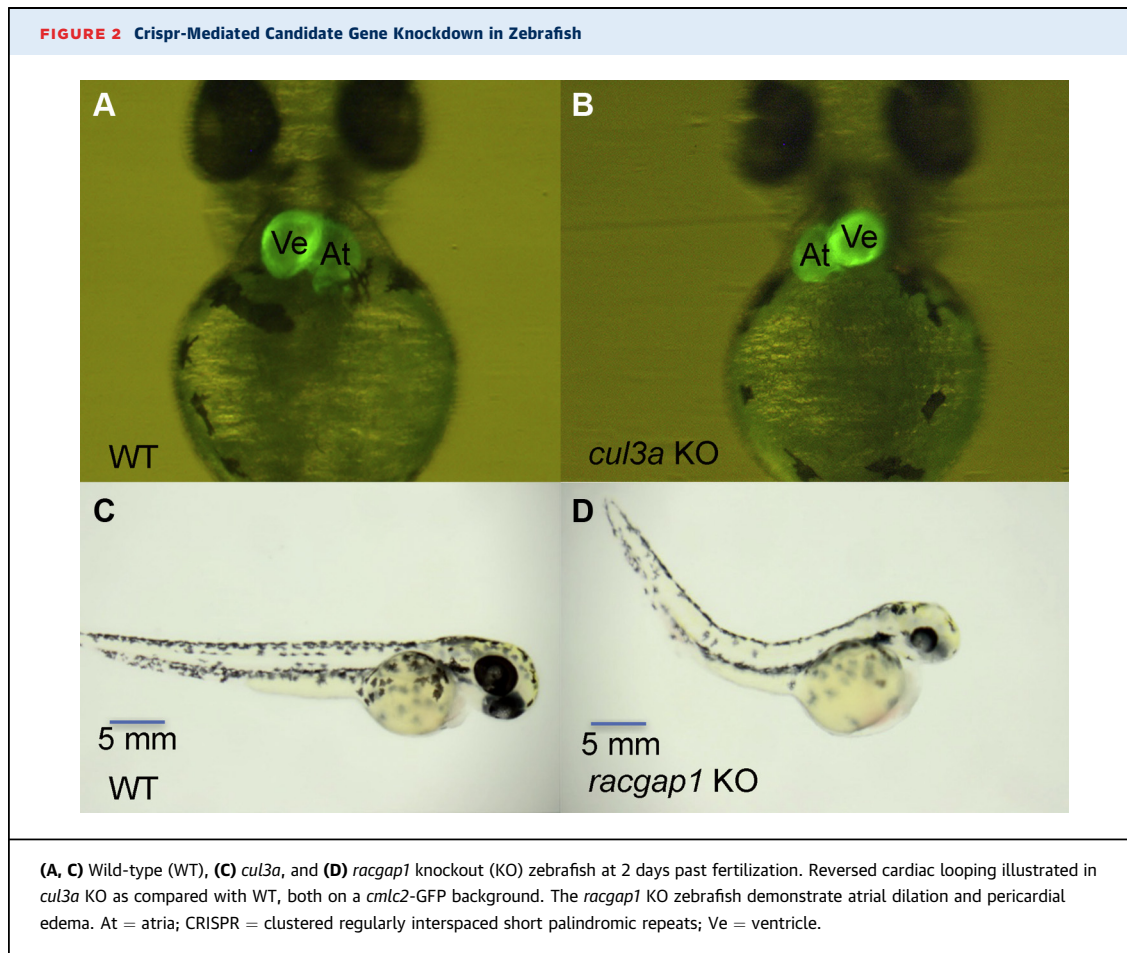 FIGURE 2 Crispr-Mediated Candidate Gene Knockdown in Zebrafish
A
B
Ve
At
At
Ve
WT
cul3a KO
C
D
5 mm
WT
5 mm
racgap1 KO
(A, C) Wild-type (WT), (C) cul3a, and (D) racgap1 knockout (KO) zebrafish at 2 days past fertilization. Reversed cardiac looping illustrated in
cul3a KO as compared with WT, both on a cmlc2-GFP background. The racgap1 KO zebrafish demonstrate atrial dilation and pericardial
edema. At = atria; CRISPR = clustered regularly interspaced short palindromic repeats; Ve = ventricle.